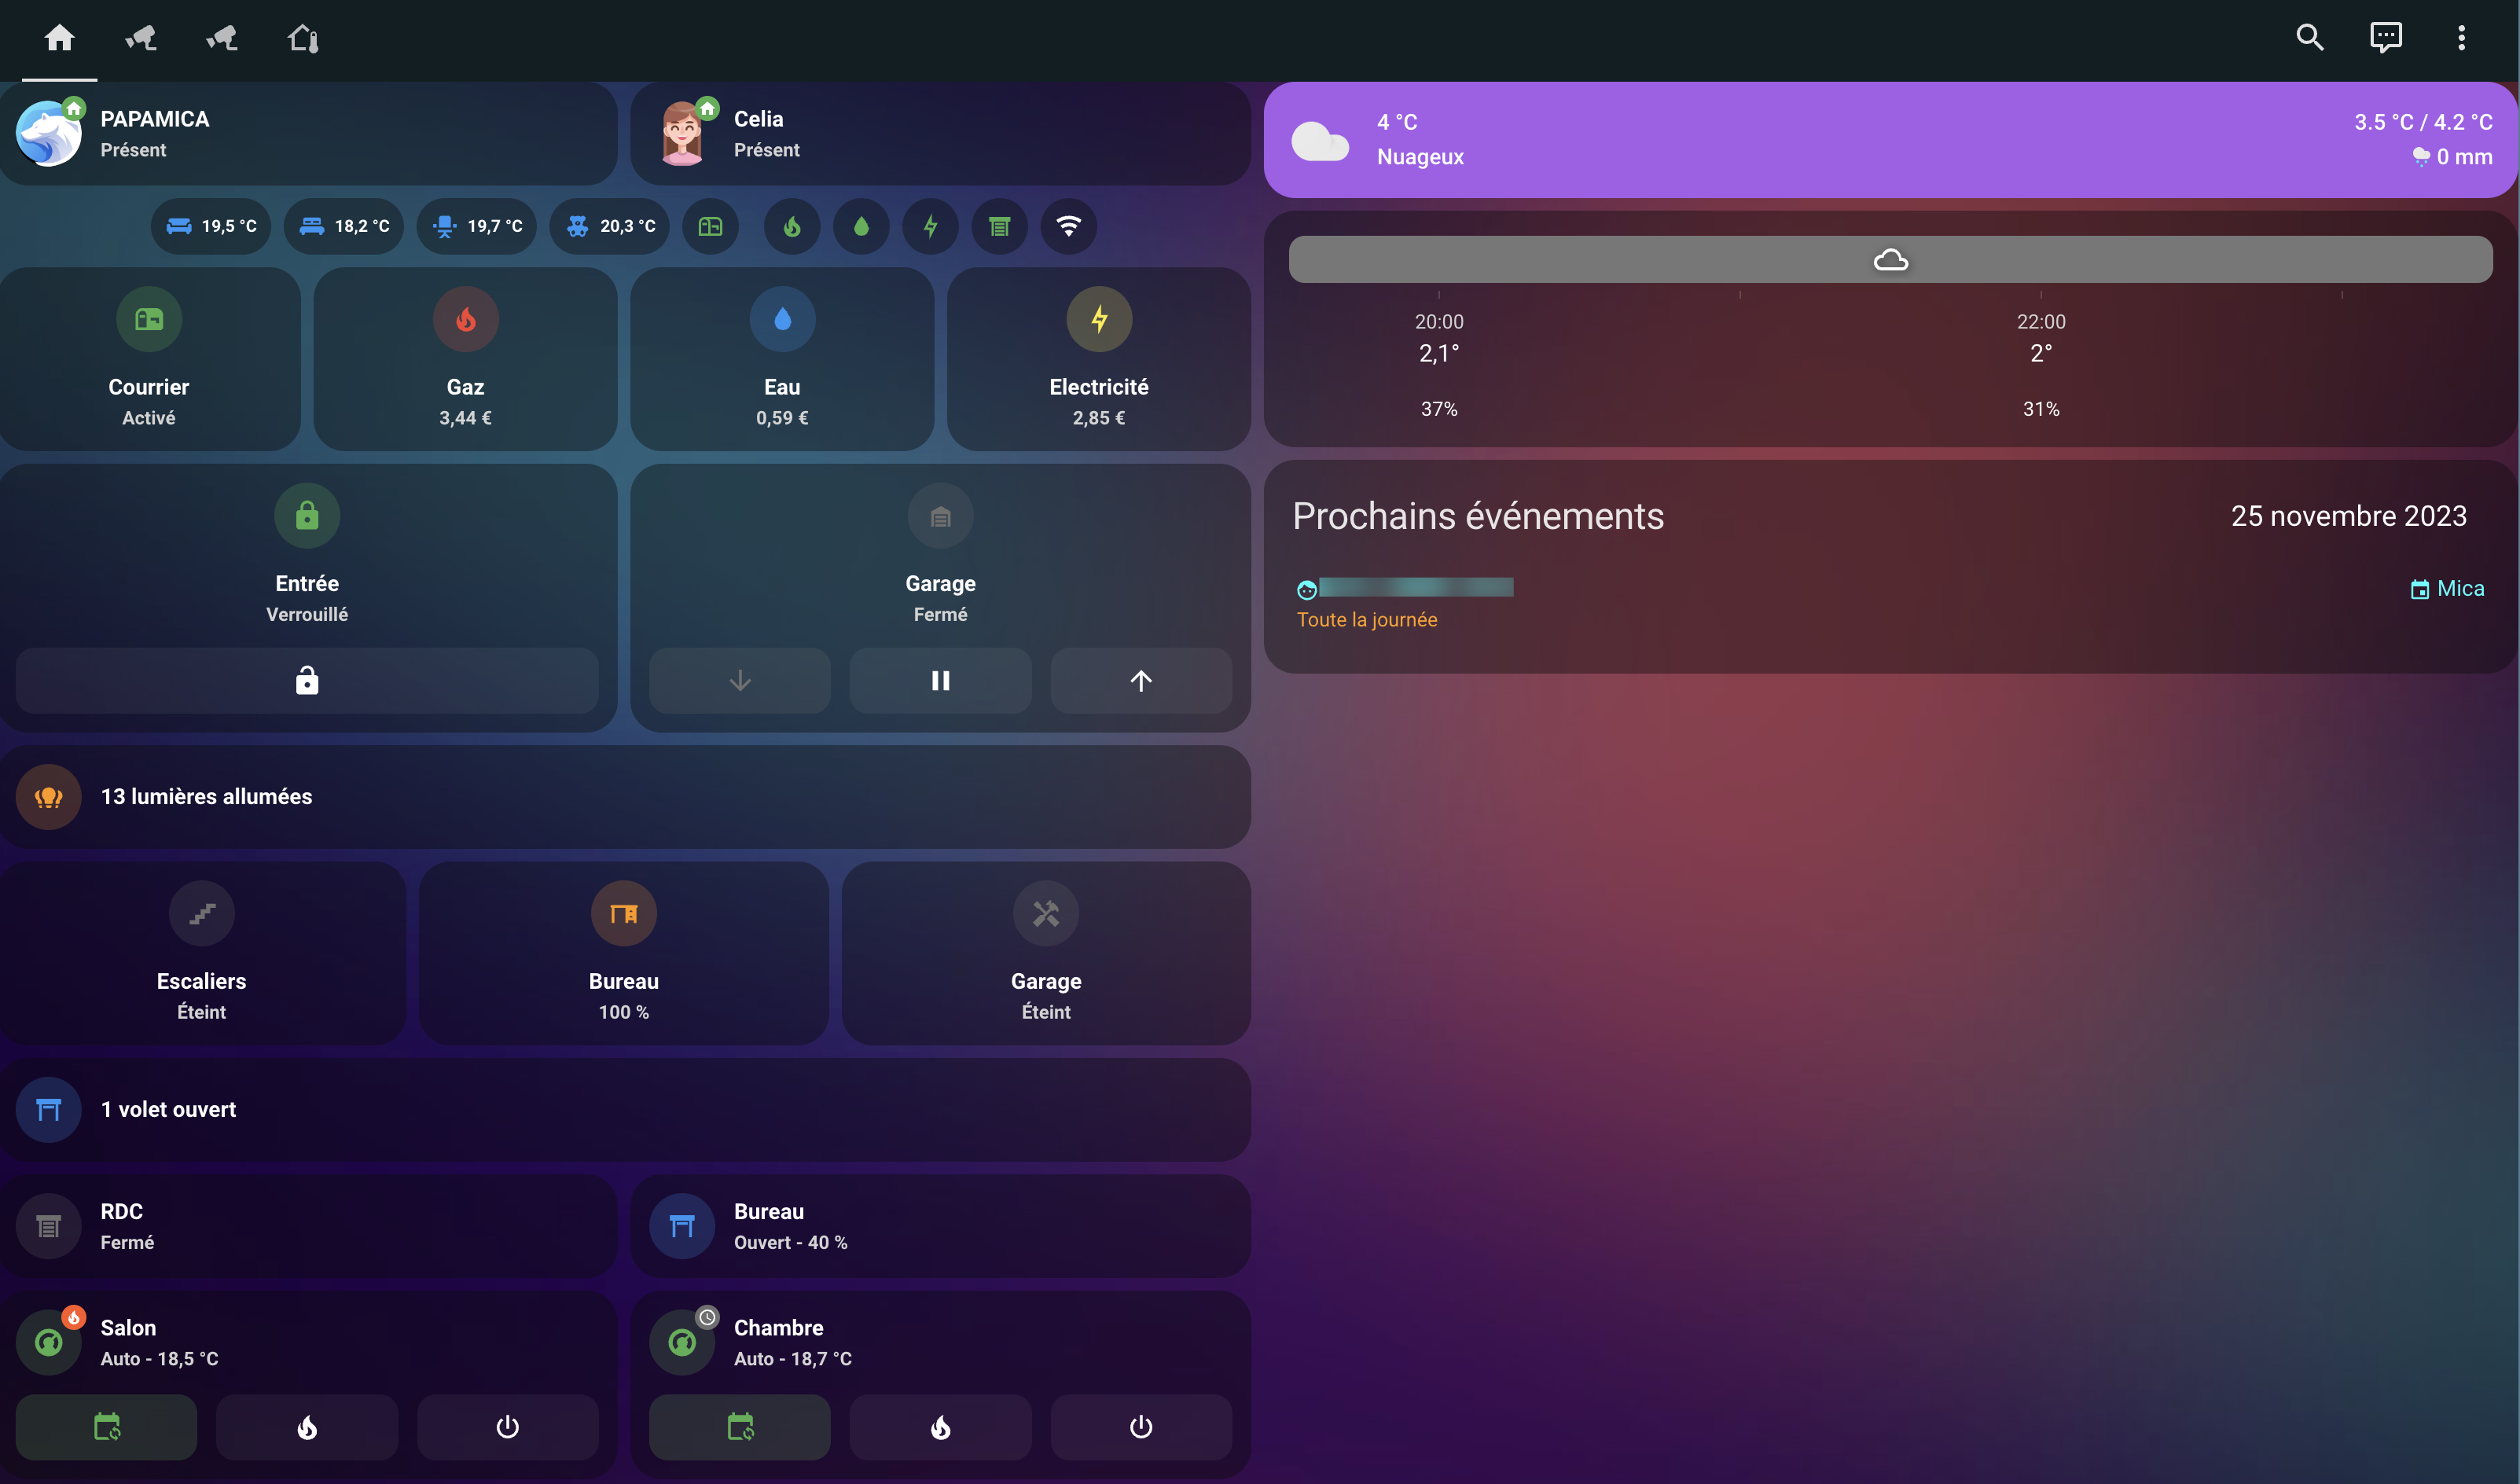 PAPAMICA
Présent
Celia
Présent
19,5 °C
18,2 °C
19,7 °C
20,3 °C
Courrier
Activé
Gaz
3,44 €
Eau
0,59 €
Electricité
2,85 €
Entrée
Verrouillé
Garage
Fermé
13 lumières allumées
Escaliers
Éteint
Bureau
100 %
Garage
Éteint
1 volet ouvert
RDC
Fermé
Bureau
Ouvert - 40 %
Salon
Auto - 18,5 °C
Chambre
Auto - 18,7 °C
4 °C
Nuageux
3.5 °C / 4.2 °C
0 mm
20:00
2,1°
37%
22:00
2°
31%
Prochains événements
25 novembre 2023
Mica
Toute la journée